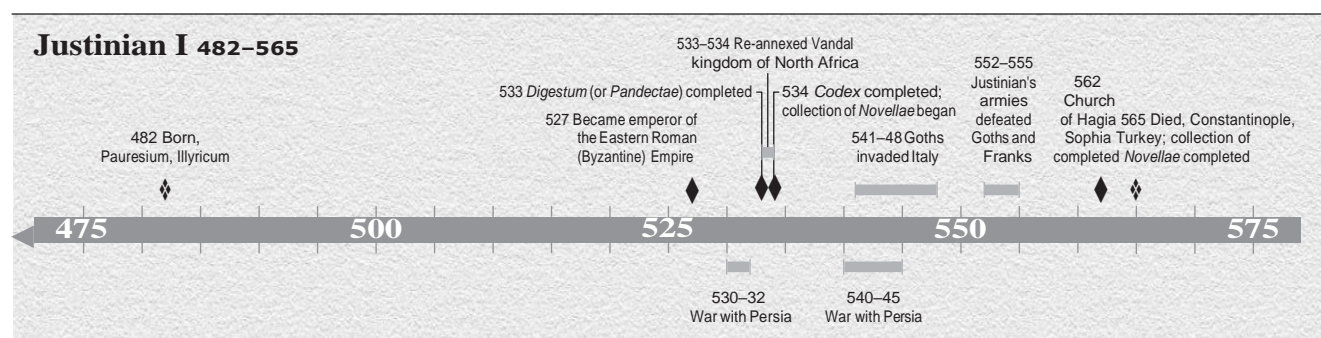 Justinian I 482–565
482 Born,
Pauresium, Illyricum
527 Became emperor of
the Eastern Roman
(Byzantine) Empire
533 Digestum (or Pandectae) completed
533–534 Re-annexed Vandal
kingdom of North Africa
534 Codex completed;
collection of Novellae began
541–48 Goths
invaded Italy
552–555
Justinian's
armies
defeated
Goths and
Franks
562
Church
of Hagia 565 Died, Constantinople,
Sophia Turkey; collection of
completed Novellae completed
475 500 525 550 575
530–32
War with Persia
540–45
War with Persia